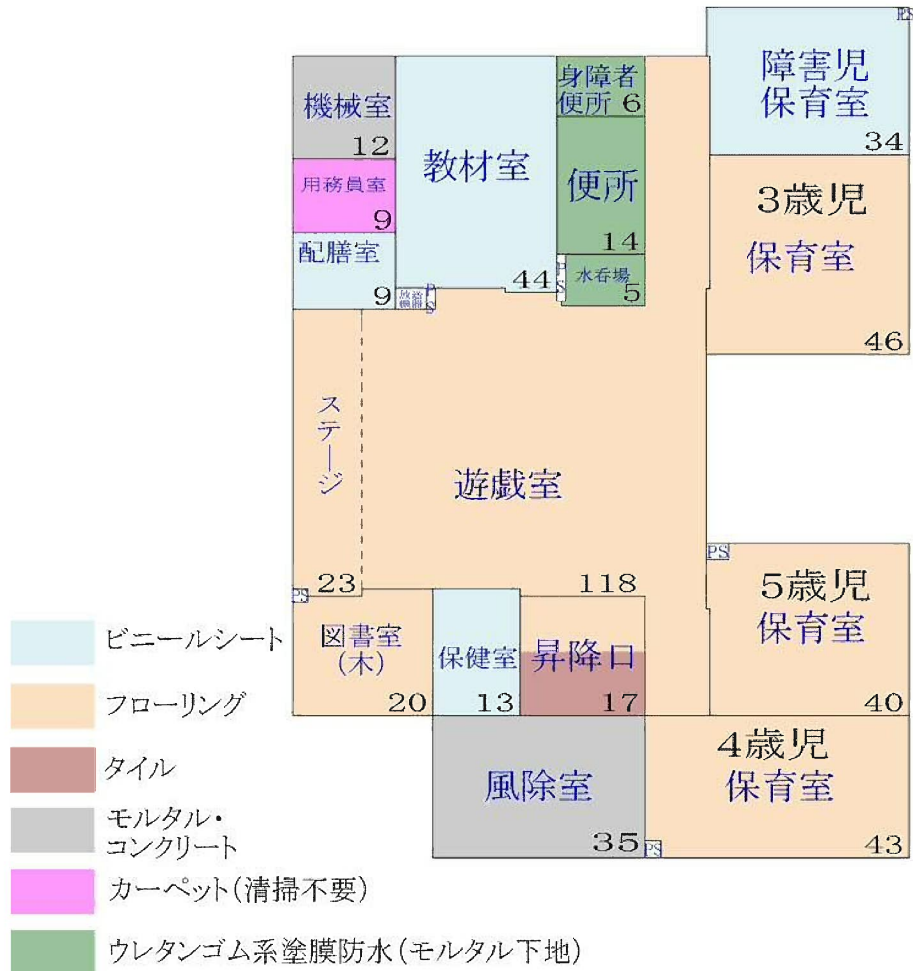 PS
障害児
保育室
34
機械室
12
教材室
44
身障者
便所 6
便所
14
水呑場
5
PS
用務員室
9
配膳室
9
PS
3歳児
保育室
46
ステージ
23
遊戯室
118
PS
5歳児
保育室
40
PS
図書室
(木)
20
保健室
13
昇降口
17
風除室
35
4歳児
保育室
43
PS
ビニールシート
フローリング
タイル
モルタル・
コンクリート
カーペット(清掃不要)
ウレタンゴム系塗膜防水(モルタル下地)